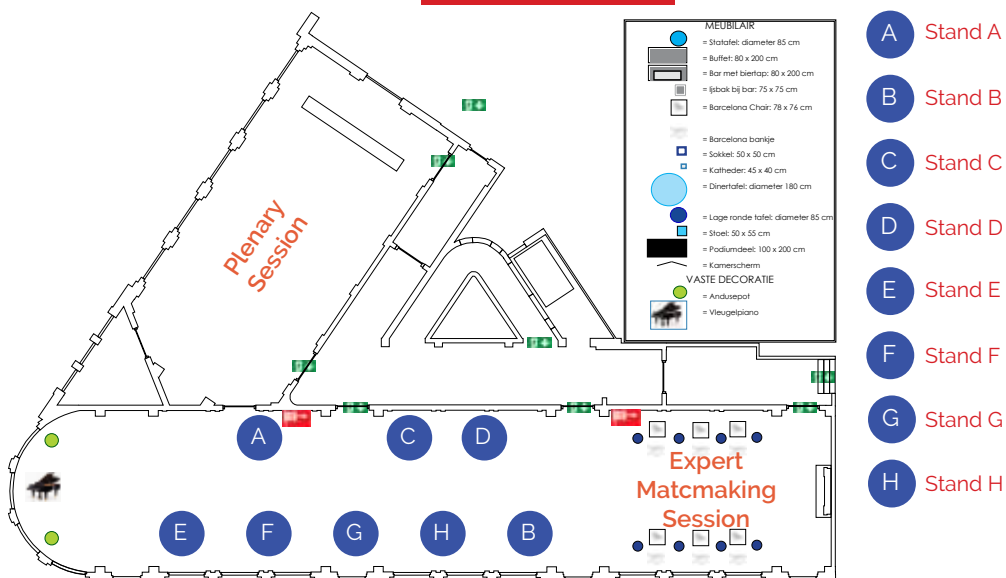 MEUBILAIR
= Statafel: diameter 85 cm
= Buffet: 80 x 200 cm
= Bar met biertap: 80 x 200 cm
= Ijsbak bij bar: 75 x 75 cm
= Barcelona Chair: 78 x 76 cm
= Barcelona bankje
= Sokkel: 50 x 50 cm
= Katheder: 45 x 40 cm
= Dinertafel: diameter 180 cm
= Lage ronde tafel: diameter 85 cm
= Stoel: 50 x 55 cm
= Podiumdeel: 100 x 200 cm
= Kamerscherm
VASTE DECORATIE
= Andusepot
= Vleugelpiano
A Stand A
B Stand B
C Stand C
D Stand D
E Stand E
F Stand F
G Stand G
H Stand H
Plenary
Session
A
C
D
Expert
Matcmaking
Session
E
F
G
H
B